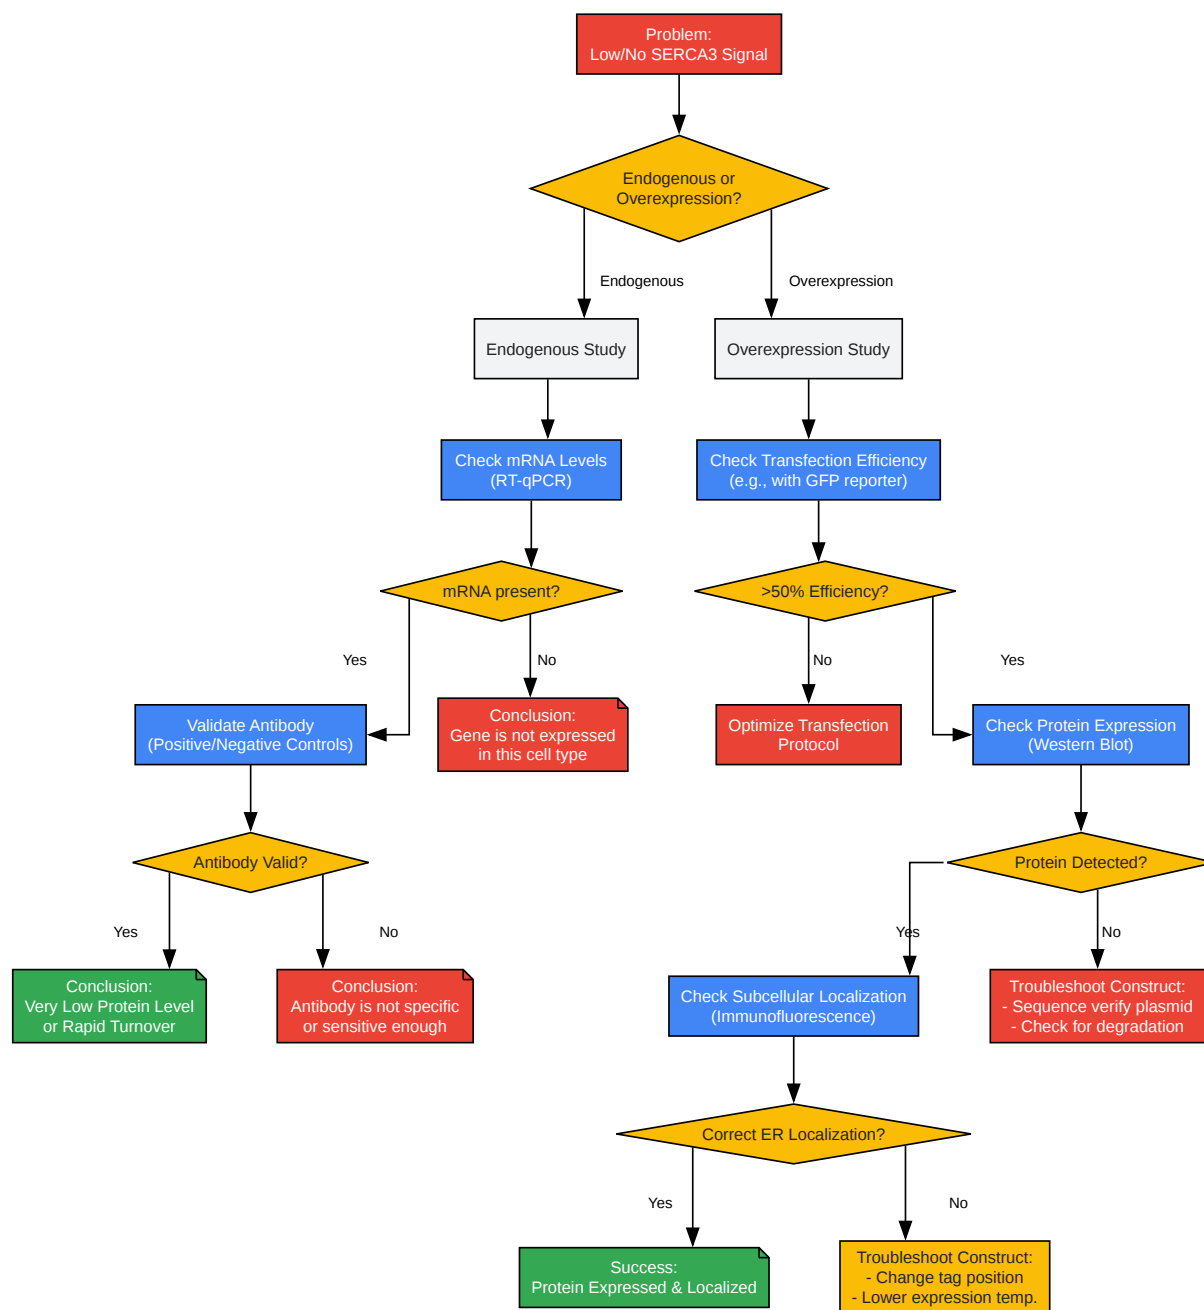 Problem:
Low/No SERCA3 Signal
Endogenous or
Overexpression?
Endogenous
Overexpression
Endogenous Study
Overexpression Study
Check mRNA Levels
(RT-qPCR)
Check Transfection Efficiency
(e.g., with GFP reporter)
mRNA present?
>50% Efficiency?
Yes
No
No
Yes
Validate Antibody
(Positive/Negative Controls)
Conclusion:
Gene is not expressed
in this cell type
Optimize Transfection
Protocol
Check Protein Expression
(Western Blot)
Antibody Valid?
Protein Detected?
Yes
No
Yes
No
Conclusion:
Very Low Protein Level
or Rapid Turnover
Conclusion:
Antibody is not specific
or sensitive enough
Check Subcellular Localization
(Immunofluorescence)
Troubleshoot Construct:
- Sequence verify plasmid
- Check for degradation
Correct ER Localization?
Yes
No
Success:
Protein Expressed & Localized
Troubleshoot Construct:
- Change tag position
- Lower expression temp.